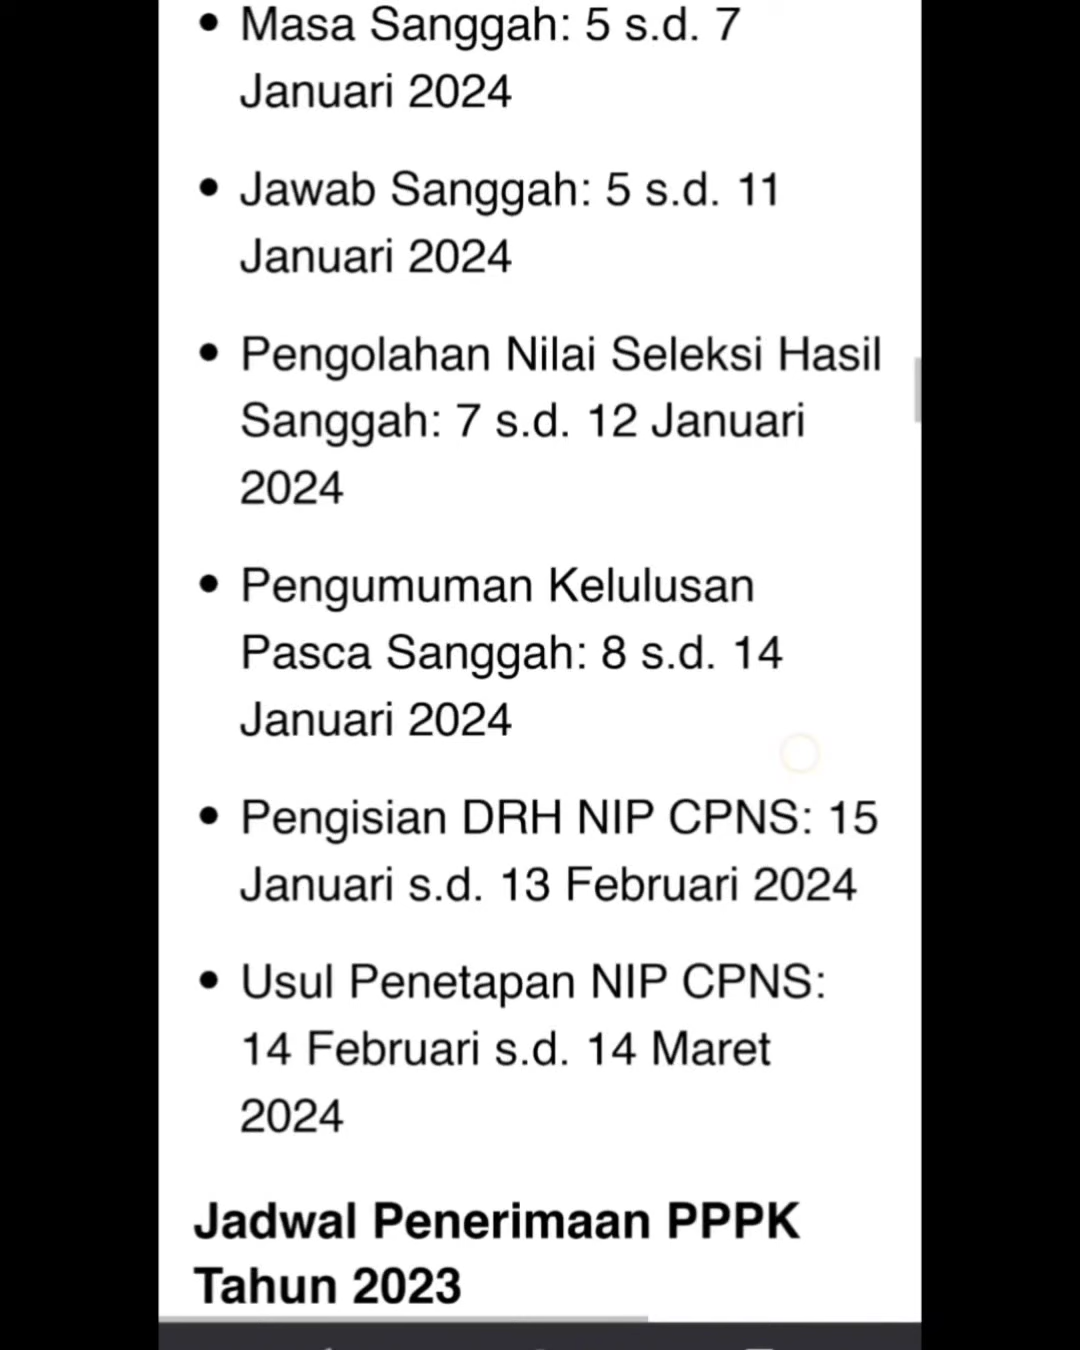 • Masa Sanggah: 5 s.d. 7
Januari 2024
• Jawab Sanggah: 5 s.d. 11
Januari 2024
• Pengolahan Nilai Seleksi Hasil
Sanggah: 7 s.d. 12 Januari
2024
• Pengumuman Kelulusan
Pasca Sanggah: 8 s.d. 14
Januari 2024
• Pengisian DRH NIP CPNS: 15
Januari s.d. 13 Februari 2024
• Usul Penetapan NIP CPNS:
14 Februari s.d. 14 Maret
2024
Jadwal Penerimaan PPPK
Tahun 2023